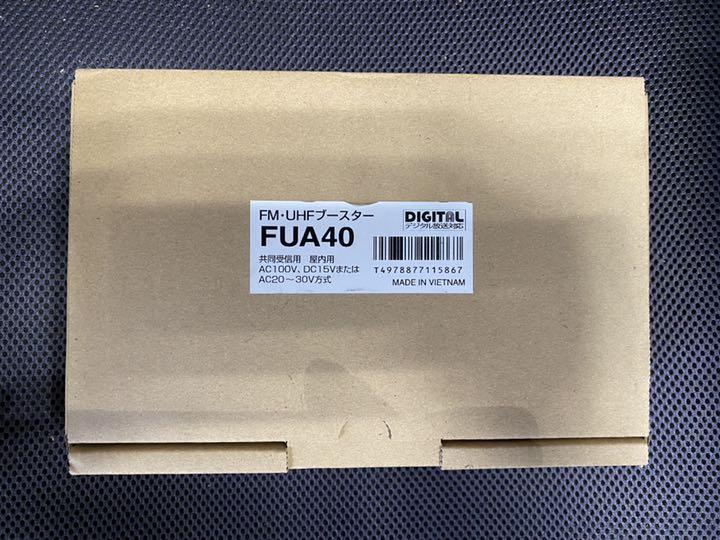 FM・UHFブースター
FUA40
共同受信用 屋内用
AC100V、DC15Vまたは
AC20～30V方式
DIGITAL
デジタル放送対応
T4978877115867
MADE IN VIETNAM